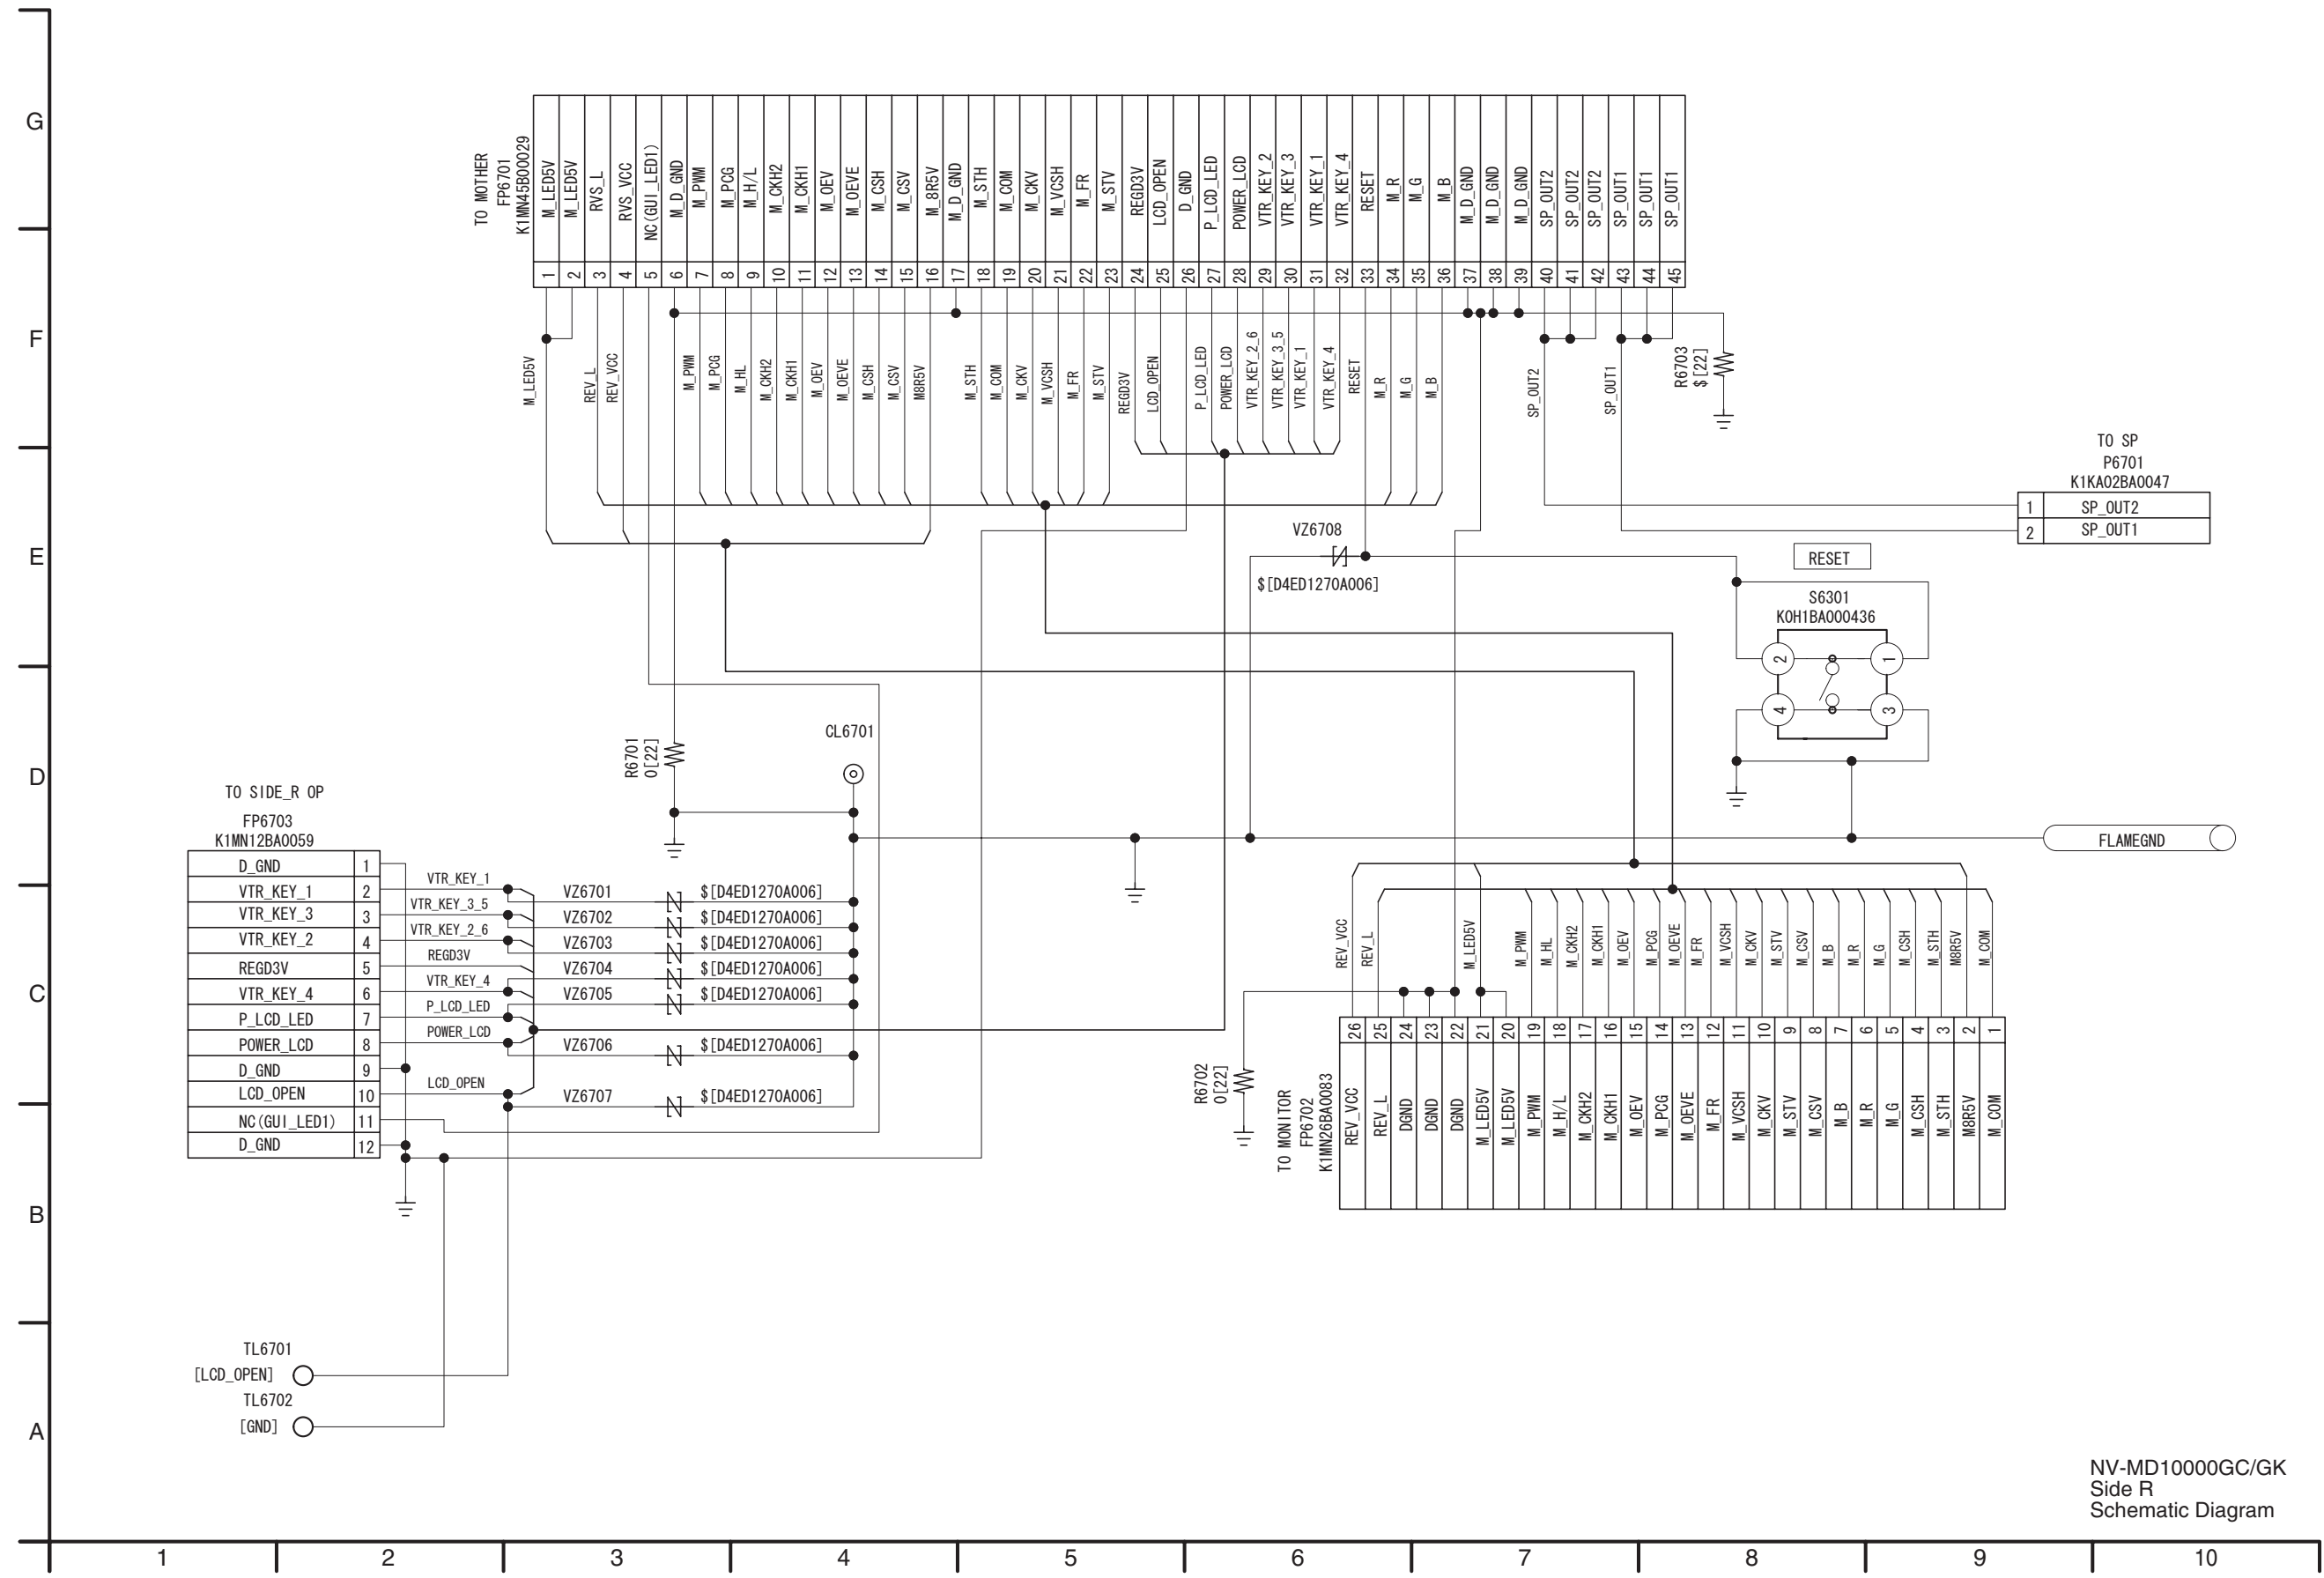 G
F
E
D
C
B
A
TO MOTHER
FP6701
K1MN45B00029
M_LED5V
M_LED5V
RVS_L
RVS_VCC
NC(GUI_LED1)
M_D_GND
M_PWM
M_PCG
M_H/L
M_CKH2
M_CKH1
M_OEV
M_OEVE
M_CSH
M_CSV
M_8R5V
M_D_GND
M_STH
M_COM
M_CKV
M_VCSH
M_FR
M_STV
REGD3V
LCD_OPEN
D_GND
P_LCD_LED
POWER_LCD
VTR_KEY_2
VTR_KEY_3
VTR_KEY_1
VTR_KEY_4
RESET
M_R
M_G
M_B
M_D_GND
M_D_GND
M_D_GND
SP_OUT2
SP_OUT2
SP_OUT2
SP_OUT1
SP_OUT1
SP_OUT1
1 2 3 4 5 6 7 8 9 10 11 12 13 14 15 16 17 18 19 20 21 22 23 24 25 26 27 28 29 30 31 32 33 34 35 36 37 38 39 40 41 42 43 44 45
M_LED5V
REV_L
REV_VCC
M_PWM
M_PCG
M_HL
M_CKH2
M_CKH1
M_OEV
M_OEVE
M_CSH
M_CSV
M8R5V
M_STH
M_COM
M_CKV
M_VCSH
M_FR
M_STV
REGD3V
LCD_OPEN
P_LCD_LED
POWER_LCD
VTR_KEY_2_6
VTR_KEY_3_5
VTR_KEY_1
VTR_KEY_4
RESET
M_R
M_G
M_B
SP_OUT2
SP_OUT1
R6703
$[22]
TO SP
P6701
K1KA02BA0047
1 SP_OUT2
2 SP_OUT1
VZ6708
$[D4ED1270A006]
RESET
S6301
K0H1BA000436
2 1
4 3
R6701
0[22]
CL6701
FLAMEGND
TO SIDE_R OP
FP6703
K1MN12BA0059
D_GND 1
VTR_KEY_1 2
VTR_KEY_3 3
VTR_KEY_2 4
REGD3V 5
VTR_KEY_4 6
P_LCD_LED 7
POWER_LCD 8
D_GND 9
LCD_OPEN 10
NC(GUI_LED1) 11
D_GND 12
VTR_KEY_1
VTR_KEY_3_5
VTR_KEY_2_6
REGD3V
VTR_KEY_4
P_LCD_LED
POWER_LCD
LCD_OPEN
VZ6701 $[D4ED1270A006]
VZ6702 $[D4ED1270A006]
VZ6703 $[D4ED1270A006]
VZ6704 $[D4ED1270A006]
VZ6705 $[D4ED1270A006]
VZ6706 $[D4ED1270A006]
VZ6707 $[D4ED1270A006]
REV_VCC
REV_L
M_LED5V
M_PWM
M_HL
M_CKH2
M_CKH1
M_OEV
M_PCG
M_OEVE
M_FR
M_VCSH
M_CKV
M_STV
M_CSV
M_B
M_R
M_G
M_CSH
M_STH
M8R5V
M_COM
R6702
0[22]
TO MONITOR
FP6702
K1MN26BA0083
26 25 24 23 22 21 20 19 18 17 16 15 14 13 12 11 10 9 8 7 6 5 4 3 2 1
REV_VCC
REV_L
DGND
DGND
DGND
M_LED5V
M_LED5V
M_PWM
M_H/L
M_CKH2
M_CKH1
M_OEV
M_PCG
M_OEVE
M_FR
M_VCSH
M_CKV
M_STV
M_CSV
M_B
M_R
M_G
M_CSH
M_STH
M8R5V
M_COM
TL6701
[LCD_OPEN]
TL6702
[GND]
NV-MD10000GC/GK
Side R
Schematic Diagram
1 2 3 4 5 6 7 8 9 10